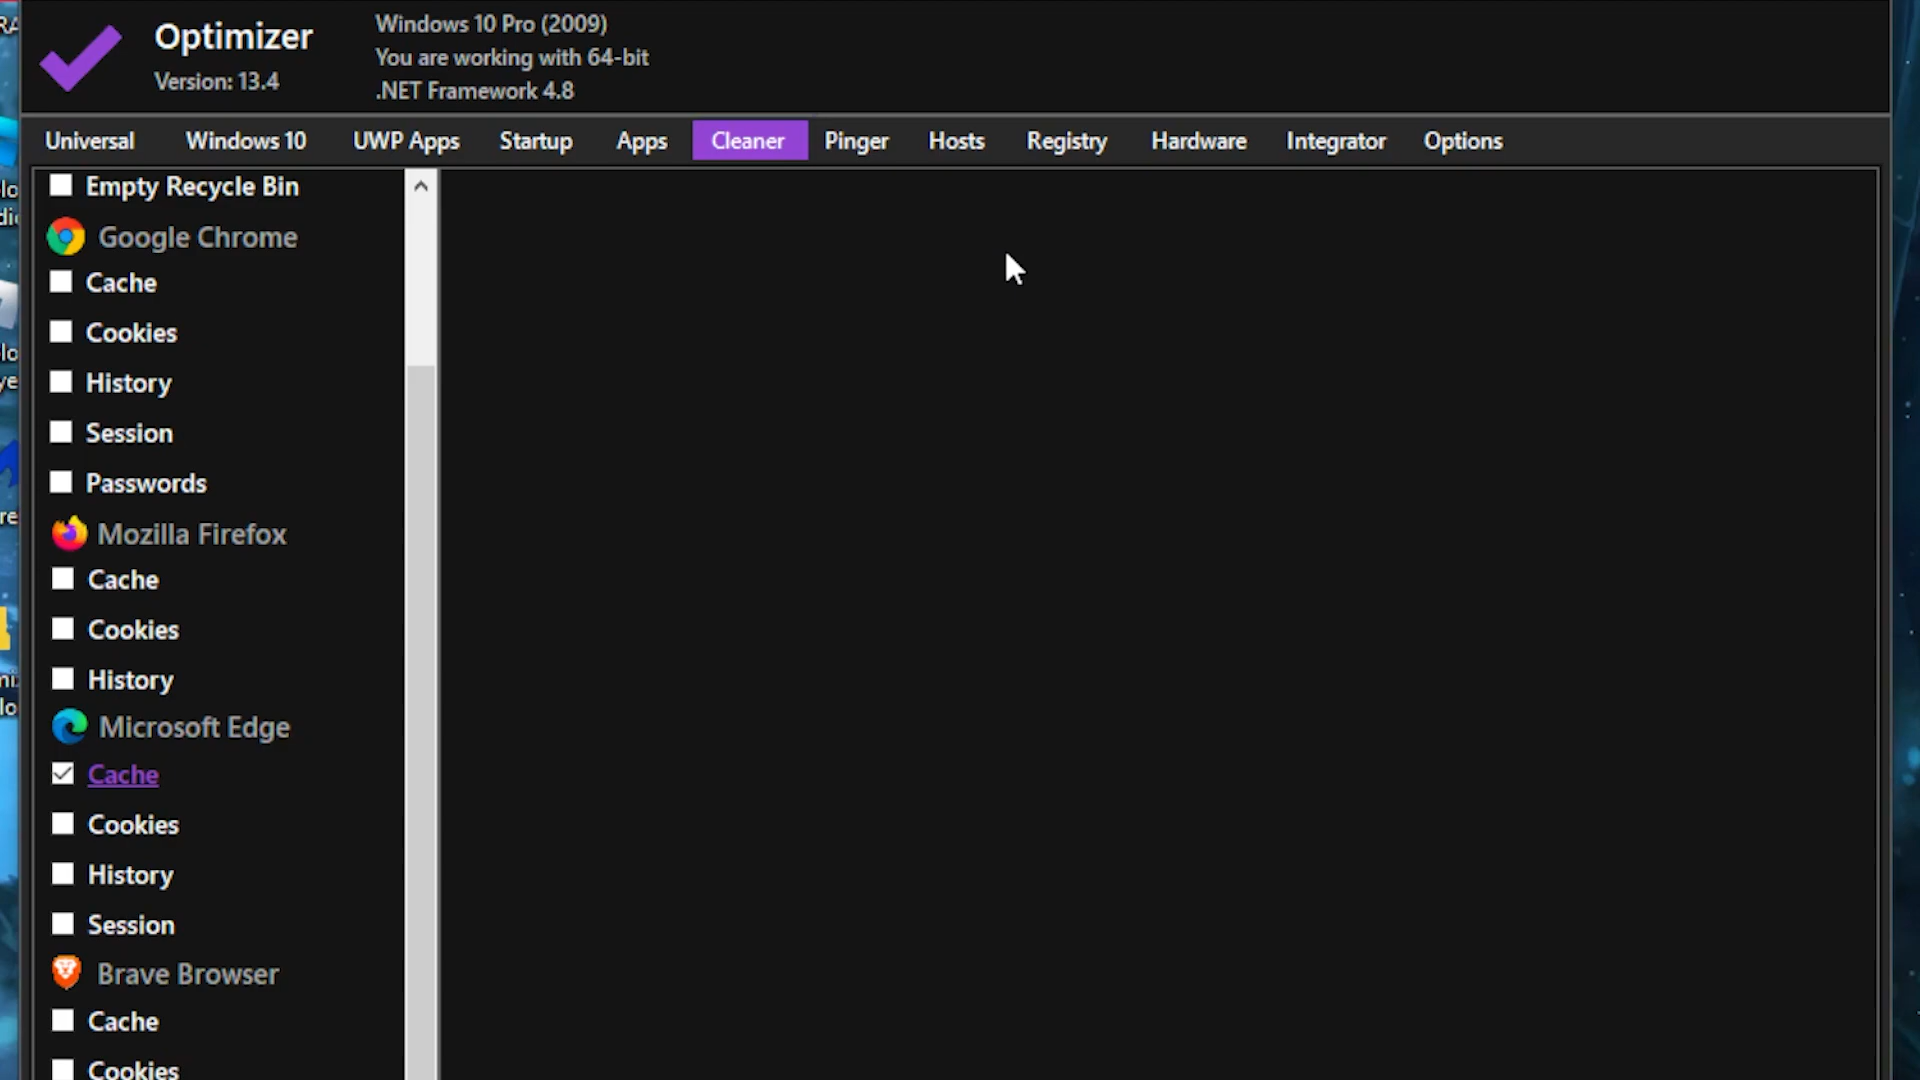 Optimizer
Version: 13.4
Windows 10 Pro (2009)
You are working with 64-bit
.NET Framework 4.8
Universal Windows 10 UWP Apps Startup Apps Cleaner Pinger Hosts Registry Hardware Integrator Options
Empty Recycle Bin
Google Chrome
Cache
Cookies
History
Session
Passwords
Mozilla Firefox
Cache
Cookies
History
Microsoft Edge
Cache
Cookies
History
Session
Brave Browser
Cache
Cookies